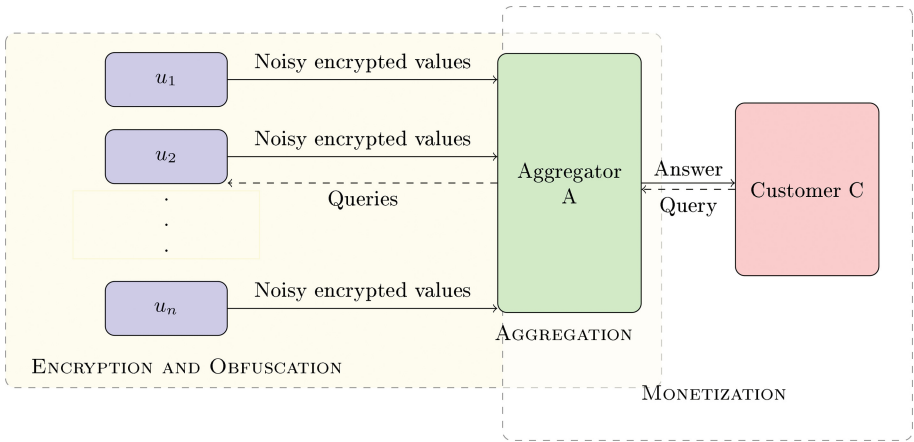 u₁
Noisy encrypted values
u₂
Noisy encrypted values
Queries
.
.
.
uₙ
Noisy encrypted values
Aggregator
A
Answer
Query
Customer C
Aggregation
Encryption and Obfuscation
Monetization